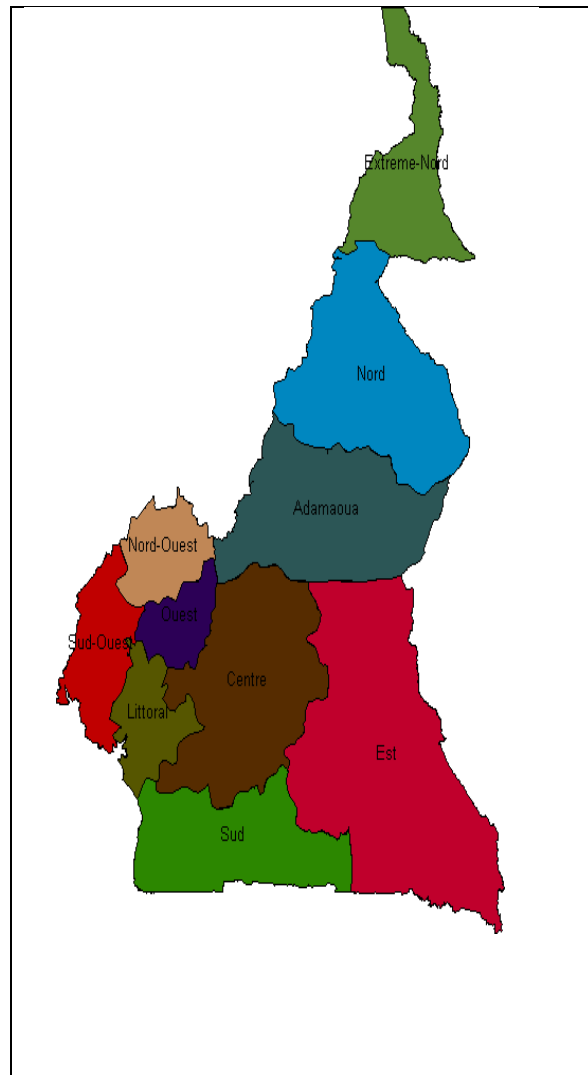 Extreme-Nord
Nord
Adamaoua
Nord-Ouest
Ouest
Sud-Ouest
Centre
Littoral
Est
Sud